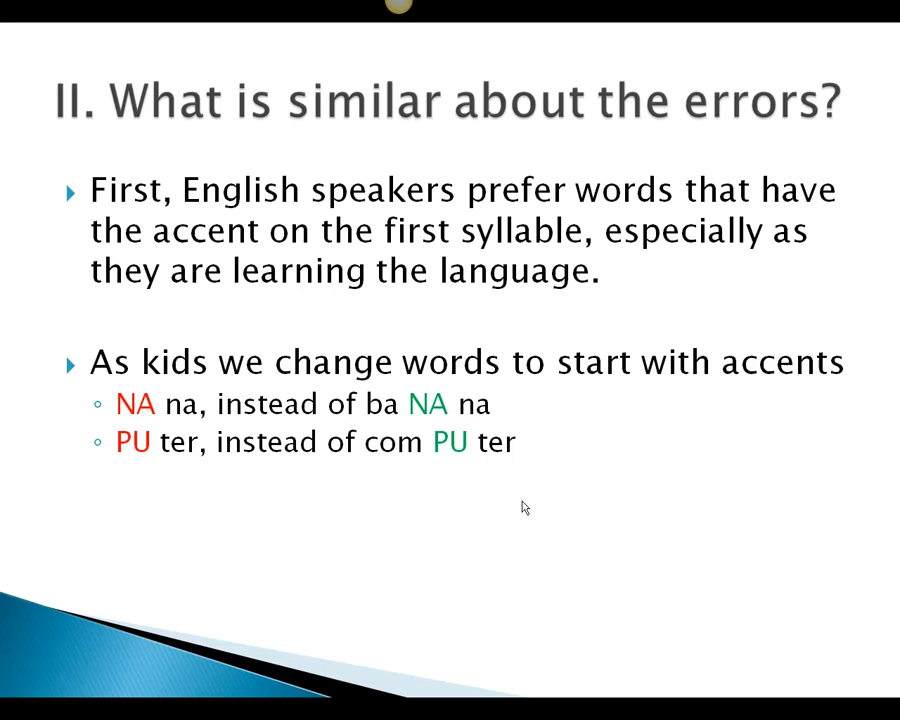 II. What is similar about the errors?
First, English speakers prefer words that have
the accent on the first syllable, especially as
they are learning the language.
As kids we change words to start with accents
NA na, instead of ba NA na
PU ter, instead of com PU ter